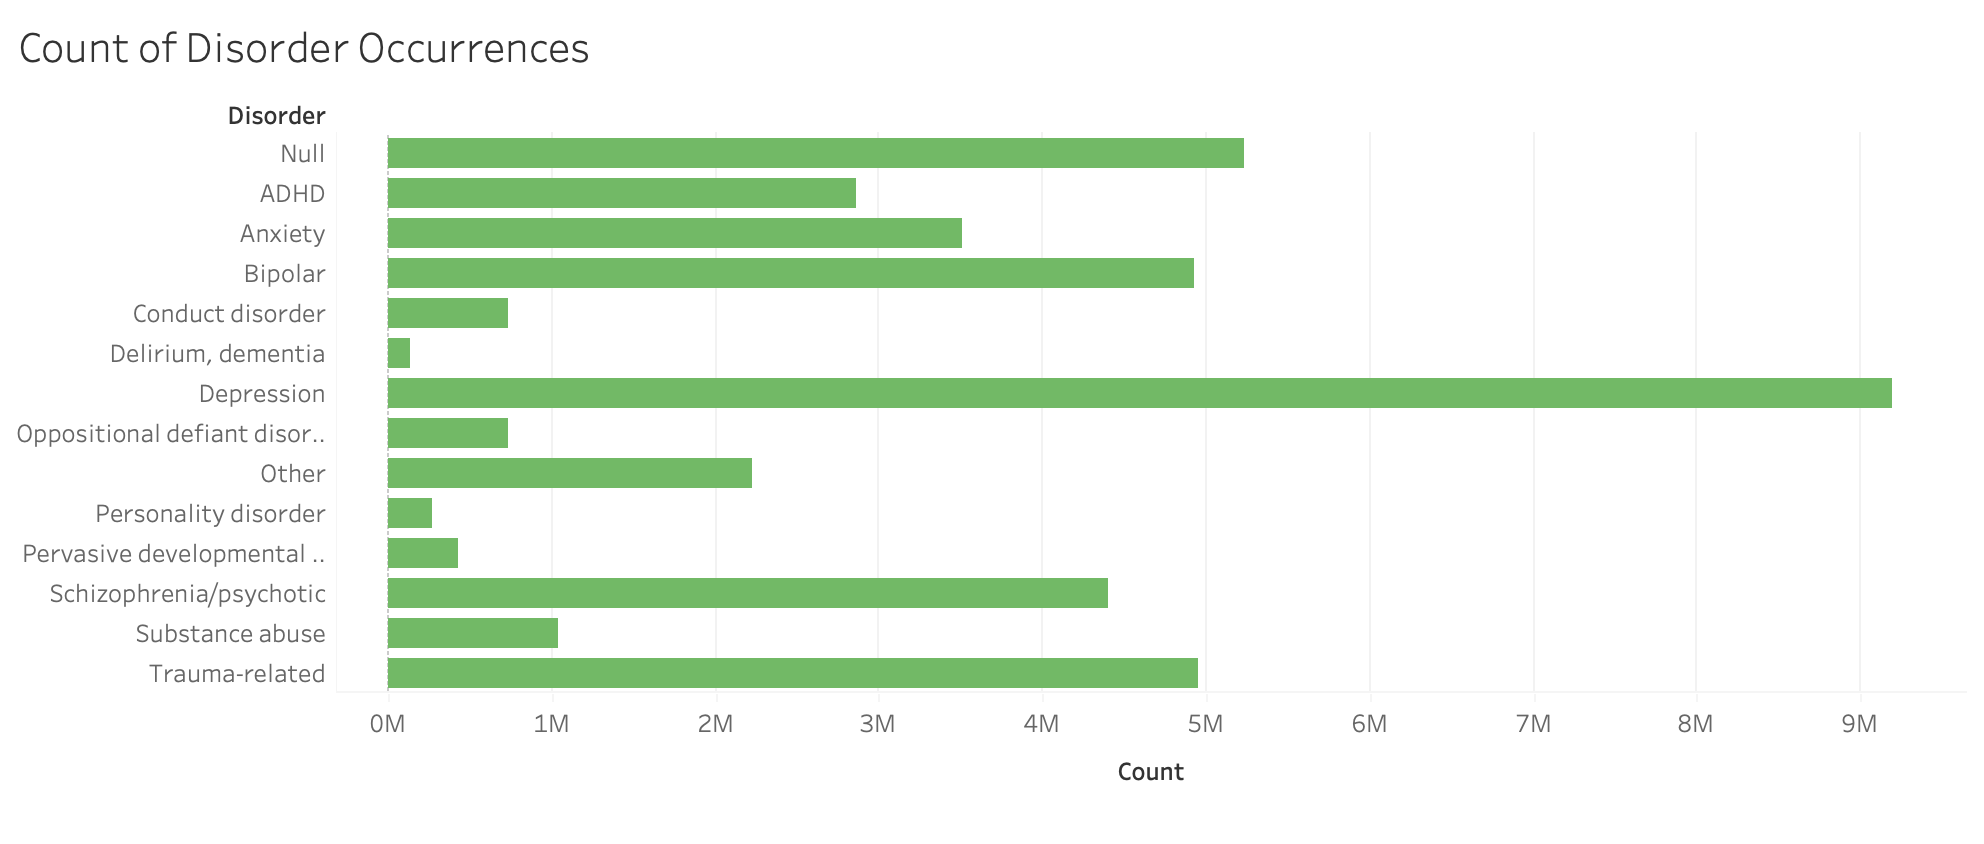 Count of Disorder Occurrences
Disorder
Null
ADHD
Anxiety
Bipolar
Conduct disorder
Delirium, dementia
Depression
Oppositional defiant disor..
Other
Personality disorder
Pervasive developmental ..
Schizophrenia/psychotic
Substance abuse
Trauma-related
0M 1M 2M 3M 4M 5M 6M 7M 8M 9M
Count